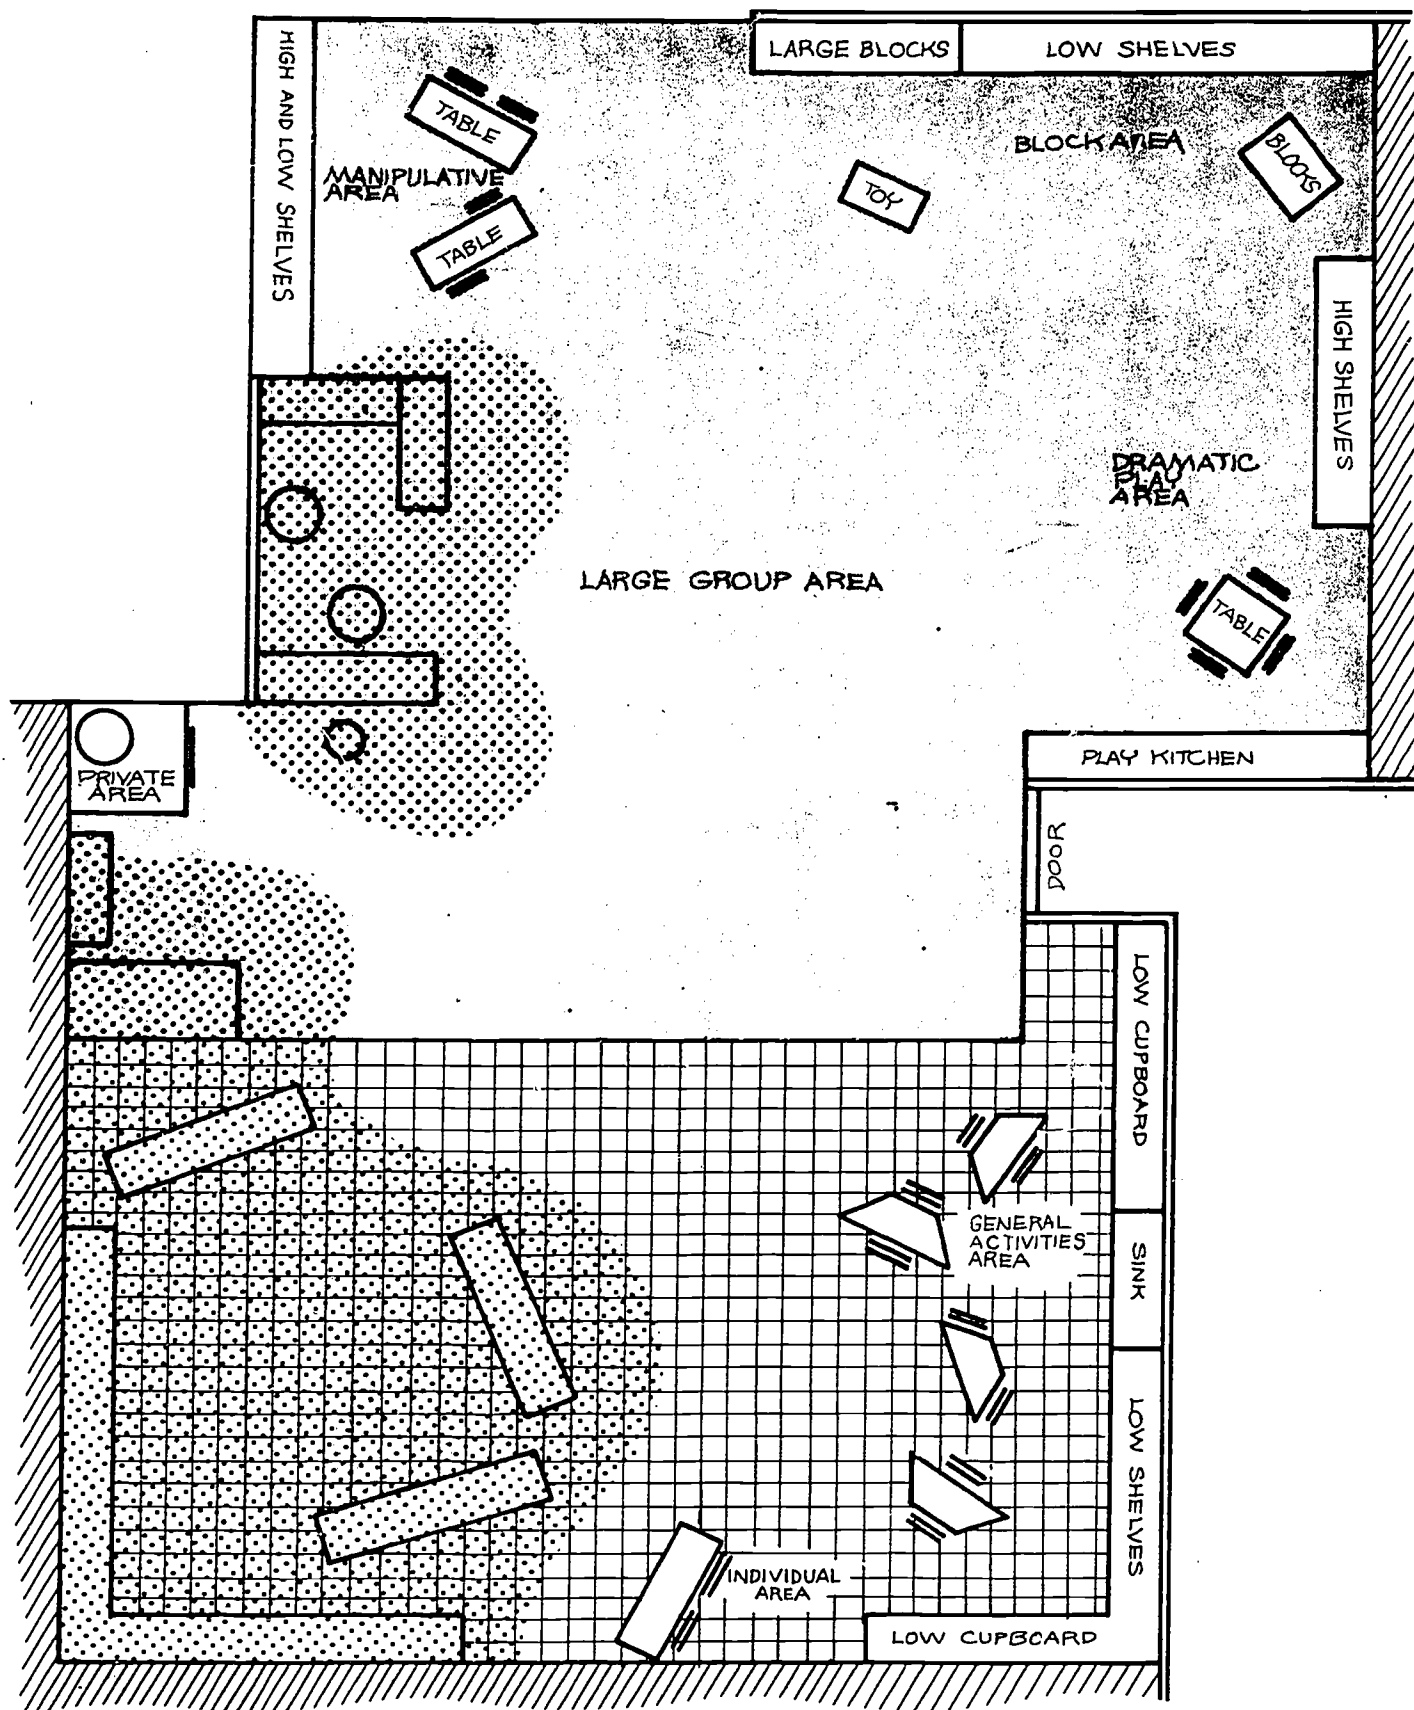 LARGE BLOCKS
LOW SHELVES
HIGH AND LOW SHELVES
TABLE
BLOCK AREA
BLOCKS
MANIPULATIVE
AREA
TOY
TABLE
HIGH SHELVES
DRAMATIC
PLAY
AREA
LARGE GROUP AREA
TABLE
PRIVATE
AREA
PLAY KITCHEN
DOOR
LOW CUPBOARD
GENERAL
ACTIVITIES
AREA
SINK
LOW SHELVES
INDIVIDUAL
AREA
LOW CUPBOARD